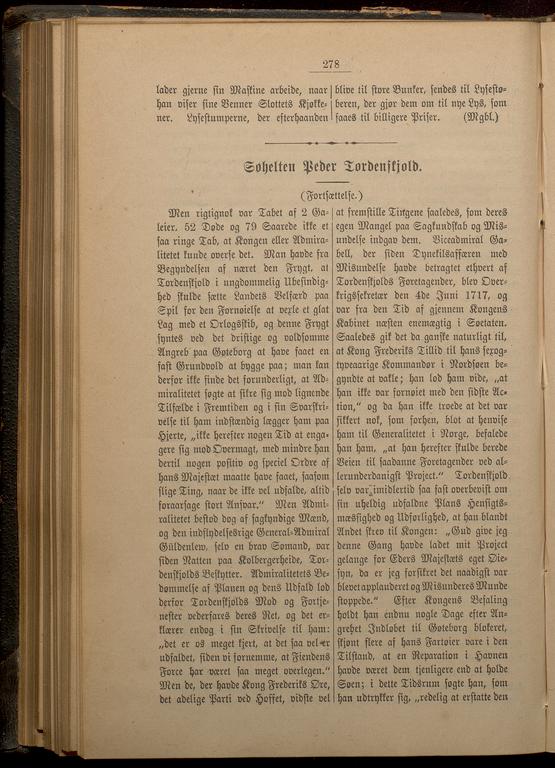 278
lader gjerne sin Maskine arbeide, naar
han viser sine Venner Slottets Kjøkke-
ner. Lysestumperne, der efterhaanden
blive til store Bunker, sendes til Lysesto-
beren, der gjør dem om til nye Lys, som
faaes til billigere Priser. (Mgbl.)
Søhelten Peder Tordenskjold.
(Fortsættelse.)
Men rigtignok var Tabet af 2 Ga-
leier, 52 Døde og 79 Saarede ikke et
saa ringe Tab, at Kongen eller Admira-
litetet kunde overse det. Man havde fra
Begyndelsen af næret den Frygt, at
Tordenskjold i ungdommelig Ubesindig-
hed skulde sætte Landets Velfærd paa
Spil for den Fornøielse at vexle et glat
Lag med et Orlogsskib, og denne Frygt
syntes ved det dristige og voldsomme
Angreb paa Gøteborg at have faaet en
fast Grundvold at bygge paa; man kan
derfor ikke finde det forunderligt, at Ad-
miralitetet søgte at sikre sig mod lignende
Tilfælde i Fremtiden og i sin Svarskri-
velse til ham indstændig lægger ham paa
Hjerte, „ikke herefter nogen Tid at enga-
gere sig mod Overmagt, med mindre han
dertil nogen positiv og speciel Ordre af
hans Majestæt maatte have faaet, saasom
slige Ting, naar de ikke vel udfalde, altid
foraarsage stort Ansvar.” Men Admi-
ralitetet bestod dog af sagkyndige Mænd,
og den indflydelsesrige General-Admiral
Güldenlew, selv en brav Sømand, var
siden Natten paa Kolbergerheide, Tor-
denskjolds Beskytter. Admiralitetets Be-
dømmelse af Planen og dens Udfald lod
derfor Tordenskjolds Mod og Fortje-
nester vederfares deres Ret, og det er-
klærer endog i sin Skrivelse til ham:
„det er os meget kjert, at det saa vel er
udfaldet, siden vi fornemme, at Fiendens
Force har været saa meget overlegen.”
Men de, der havde Kong Frederiks Øre,
det adelige Parti ved Hoffet, vidste vel
at fremstille Tingene saaledes, som deres
egen Mangel paa Sagkundskab og Mis-
undelse indgav dem. Viceadmiral Ga-
bell, der siden Dynekilsaffæren med
Misundelse havde betragtet ethvert af
Tordenskjolds Foretagender, blev Over-
krigssekretær den 4de Juni 1717, og
var fra den Tid af gjennem Kongens
Kabinet næsten enemægtig i Søetaten.
Saaledes gik det da ganske naturligt til,
at Kong Frederiks Tillid til hans sexog-
tyveaarige Kommandør i Nordsøen be-
gyndte at vakle; han lod ham vide, „at
han ikke var fornøiet med den sidste Ac-
tion,” og da han ikke troede at det var
sikkert nok, som forhen, blot at henvise
ham til Generalitetet i Norge, befalede
han ham, „at han herefter skulde berede
Veien til saadanne Foretagender ved al-
lerunderdanigst Project.” Tordenskjold
selv var imidlertid saa fast overbevist om
sin uheldig udfaldne Plans Hensigts-
mæssighed og Udførlighed, at han blandt
Andet skrev til Kongen: „Gud give jeg
denne Gang havde ladet mit Project
gelange for Eders Majestæts eget Øie-
syn, da er jeg forsikret det naadigst var
blevet applauderet og Misunderes Munde
stoppede.” Efter Kongens Befaling
holdt han endnu nogle Dage efter An-
grebet Indløbet til Gøteborg blokeret,
skjønt flere af hans Fartøier vare i den
Tilstand, at en Reparation i Havnen
havde været dem tjenligere end at holde
Søen; i dette Tidsrum søgte han, som
han udtrykker sig, „redelig at erstatte den